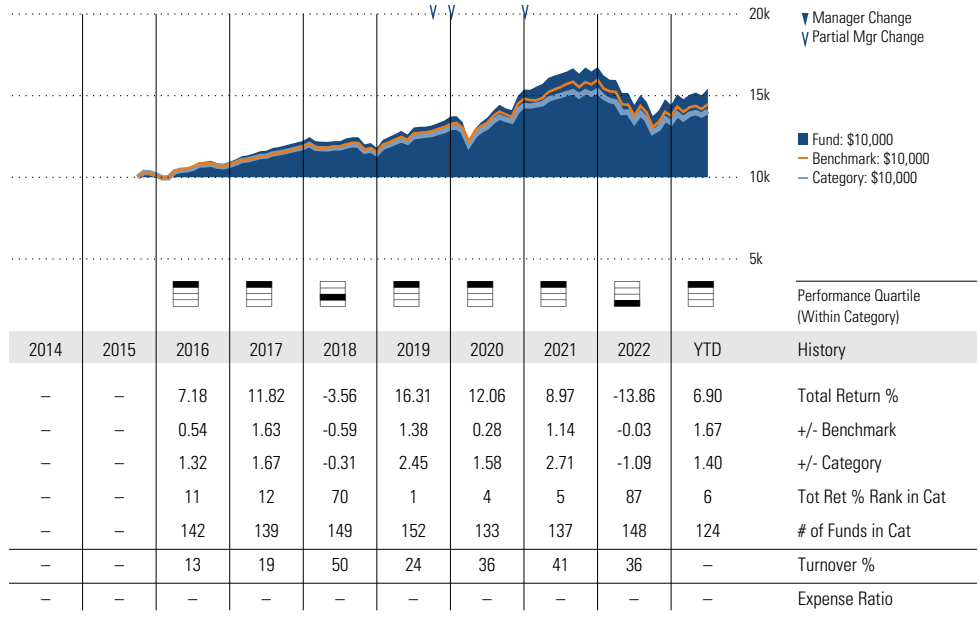 20k
▼ Manager Change
V Partial Mgr Change
15k
Fund: $10,000
Benchmark: $10,000
Category: $10,000
10k
5k
Performance Quartile
(Within Category)
2014 2015 2016 2017 2018 2019 2020 2021 2022 YTD History
– – 7.18 11.82 -3.56 16.31 12.06 8.97 -13.86 6.90 Total Return %
– – 0.54 1.63 -0.59 1.38 0.28 1.14 -0.03 1.67 +/- Benchmark
– – 1.32 1.67 -0.31 2.45 1.58 2.71 -1.09 1.40 +/- Category
– – 11 12 70 1 4 5 87 6 Tot Ret % Rank in Cat
– – 142 139 149 152 133 137 148 124 # of Funds in Cat
– – 13 19 50 24 36 41 36 – Turnover %
– – – – – – – – – – Expense Ratio